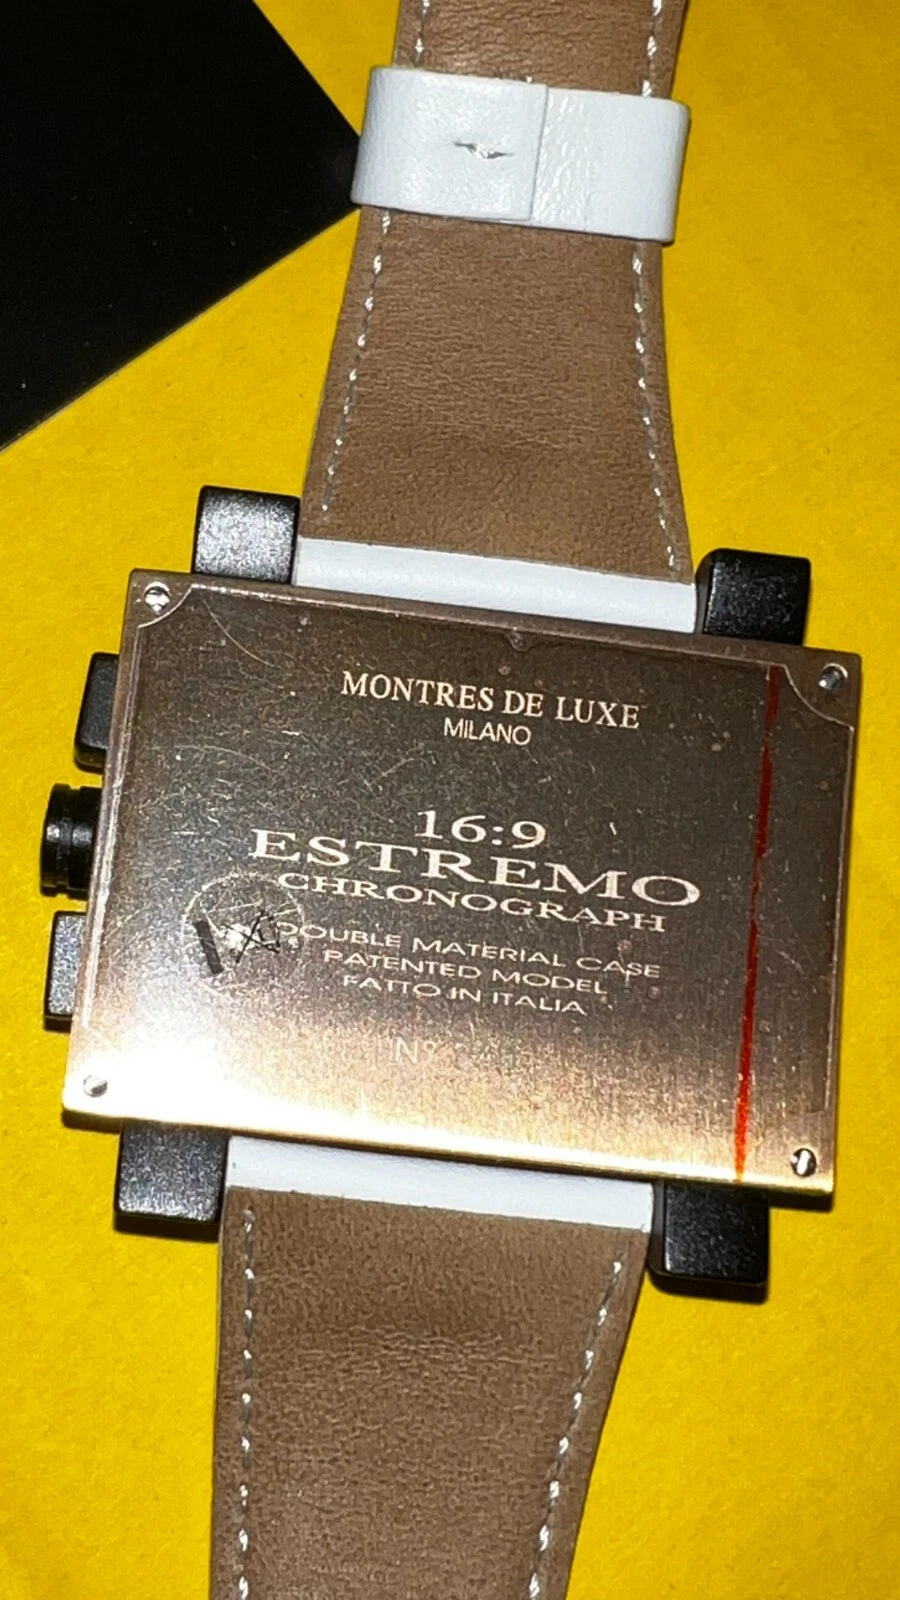 MONTRES DE LUXE
MILANO
16:9
ESTREMO
CHRONOGRAPH
DOUBLE MATERIAL CASE
PATENTED MODEL
FATTO IN ITALIA
N°